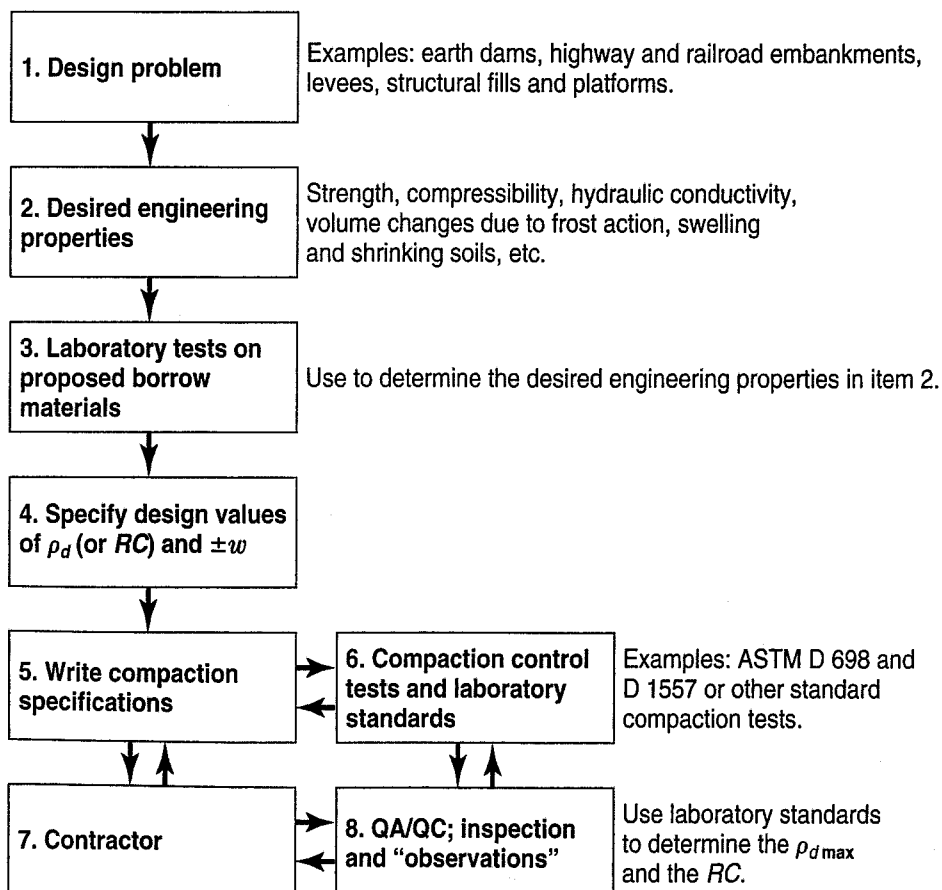 1. Design problem
Examples: earth dams, highway and railroad embankments,
levees, structural fills and platforms.
2. Desired engineering
properties
Strength, compressibility, hydraulic conductivity,
volume changes due to frost action, swelling
and shrinking soils, etc.
3. Laboratory tests on
proposed borrow
materials
Use to determine the desired engineering properties in item 2.
4. Specify design values
of ρd (or RC) and ±w
5. Write compaction
specifications
6. Compaction control
tests and laboratory
standards
Examples: ASTM D 698 and
D 1557 or other standard
compaction tests.
7. Contractor
8. QA/QC; inspection
and “observations”
Use laboratory standards
to determine the ρd max
and the RC.